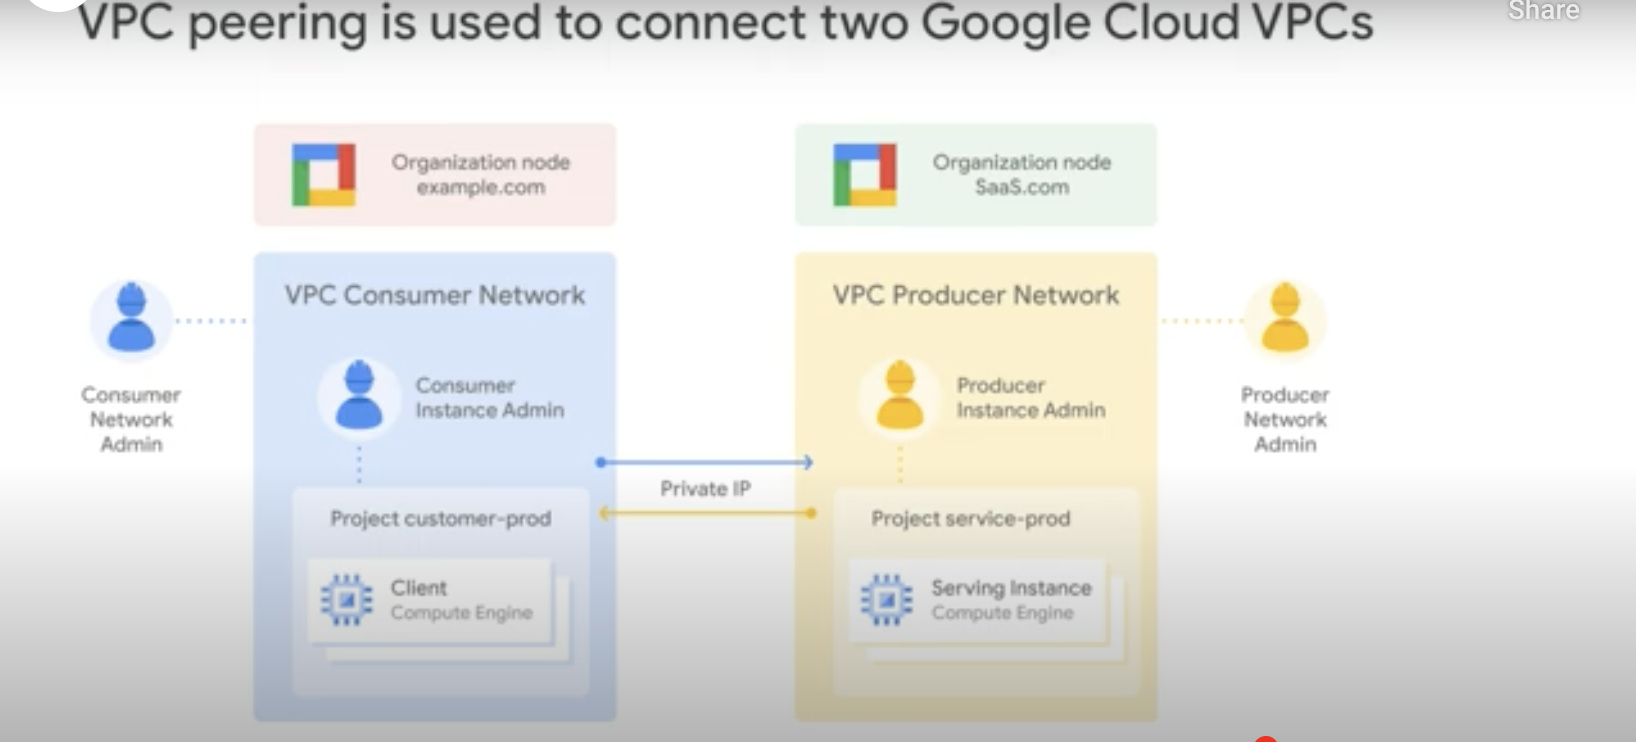 VPC peering is used to connect two Google Cloud VPCs
Share
Organization node
example.com
Organization node
SaaS.com
VPC Consumer Network
VPC Producer Network
Consumer
Network
Admin
Consumer
Instance Admin
Producer
Instance Admin
Producer
Network
Admin
Private IP
Project customer-prod
Project service-prod
Client
Compute Engine
Serving Instance
Compute Engine